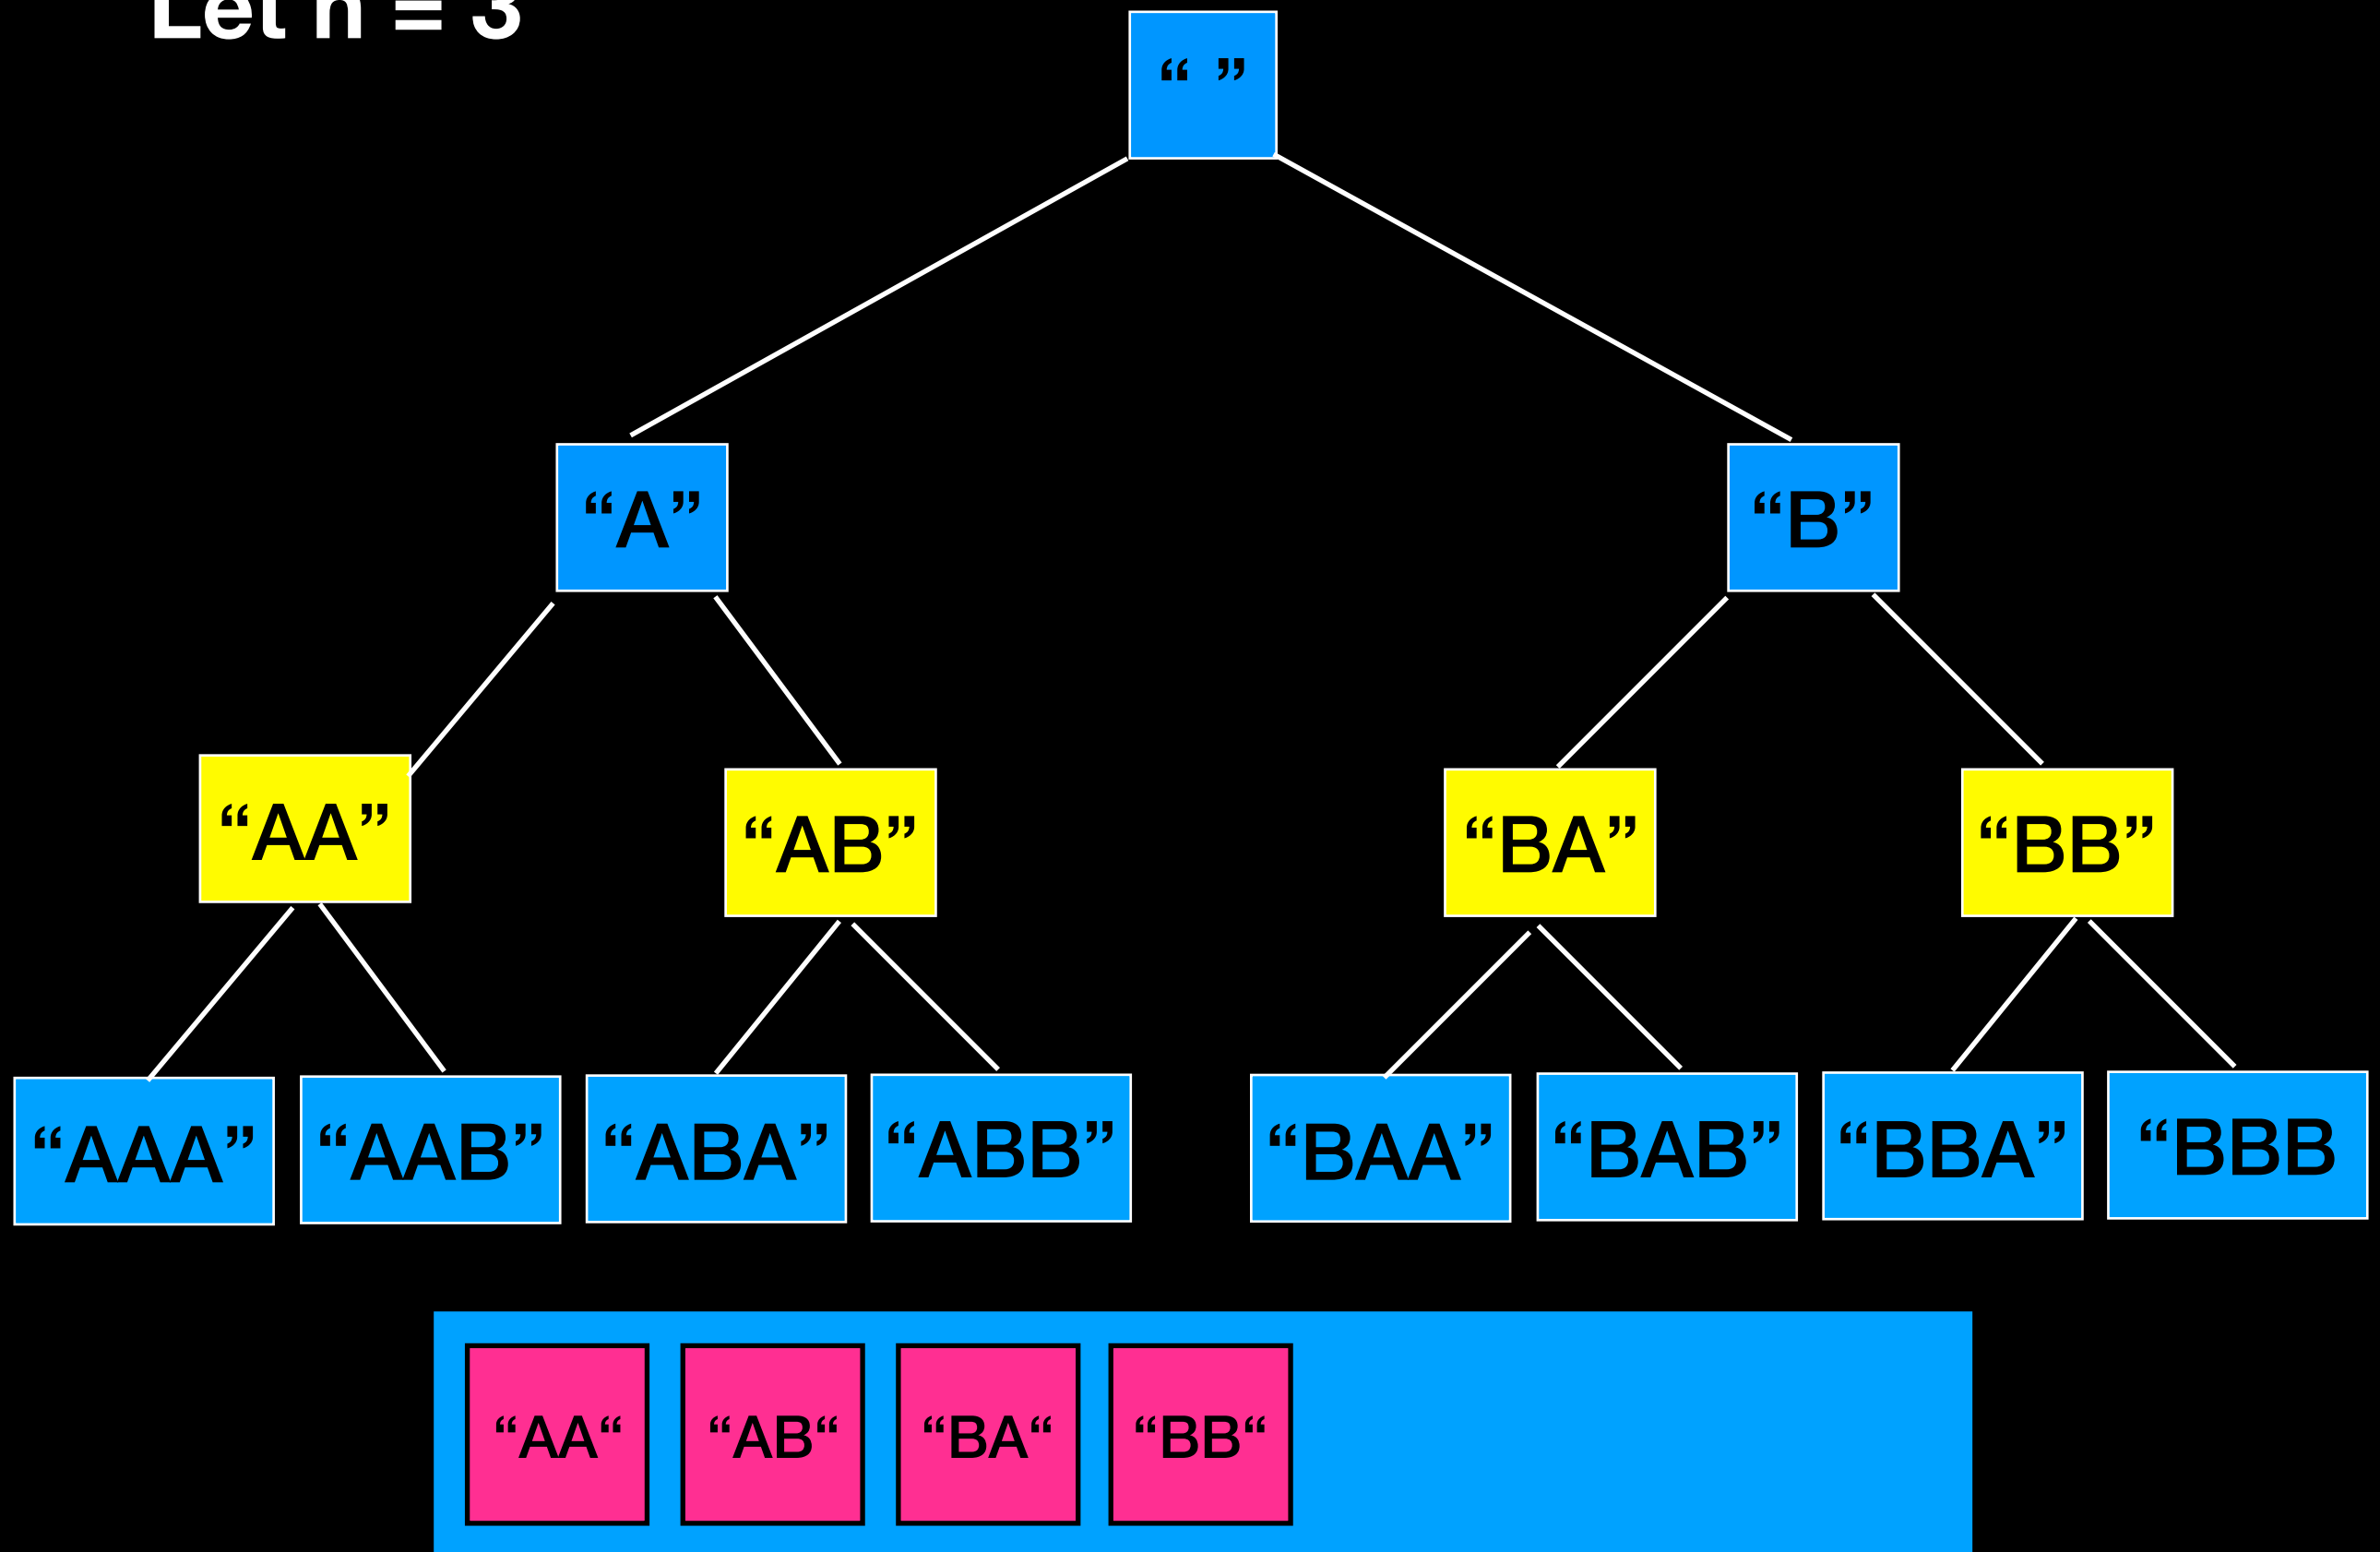 Let n = 3
“ ”
“A”
“B”
“AA”
“AB”
“BA”
“BB”
“AAA”
“AAB”
“ABA”
“ABB”
“BAA”
“BAB”
“BBA”
“BBB
“AA“
“AB“
“BA“
“BB“